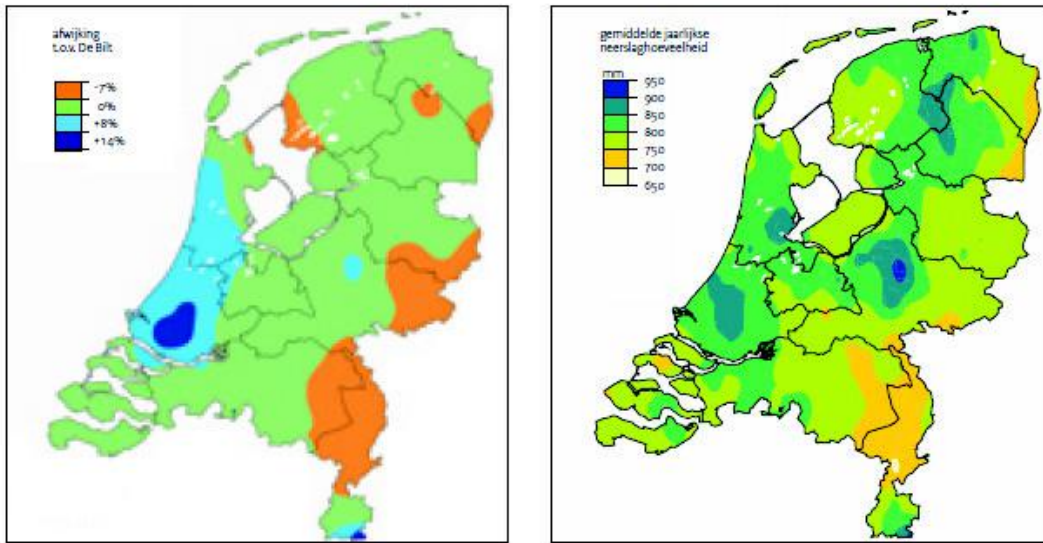 afwijking
t.o.v. De Bilt
-7%
0%
+8%
+14%
gemiddelde jaarlijkse
neerslaghoeveelheid
mm
950
900
850
800
750
700
650